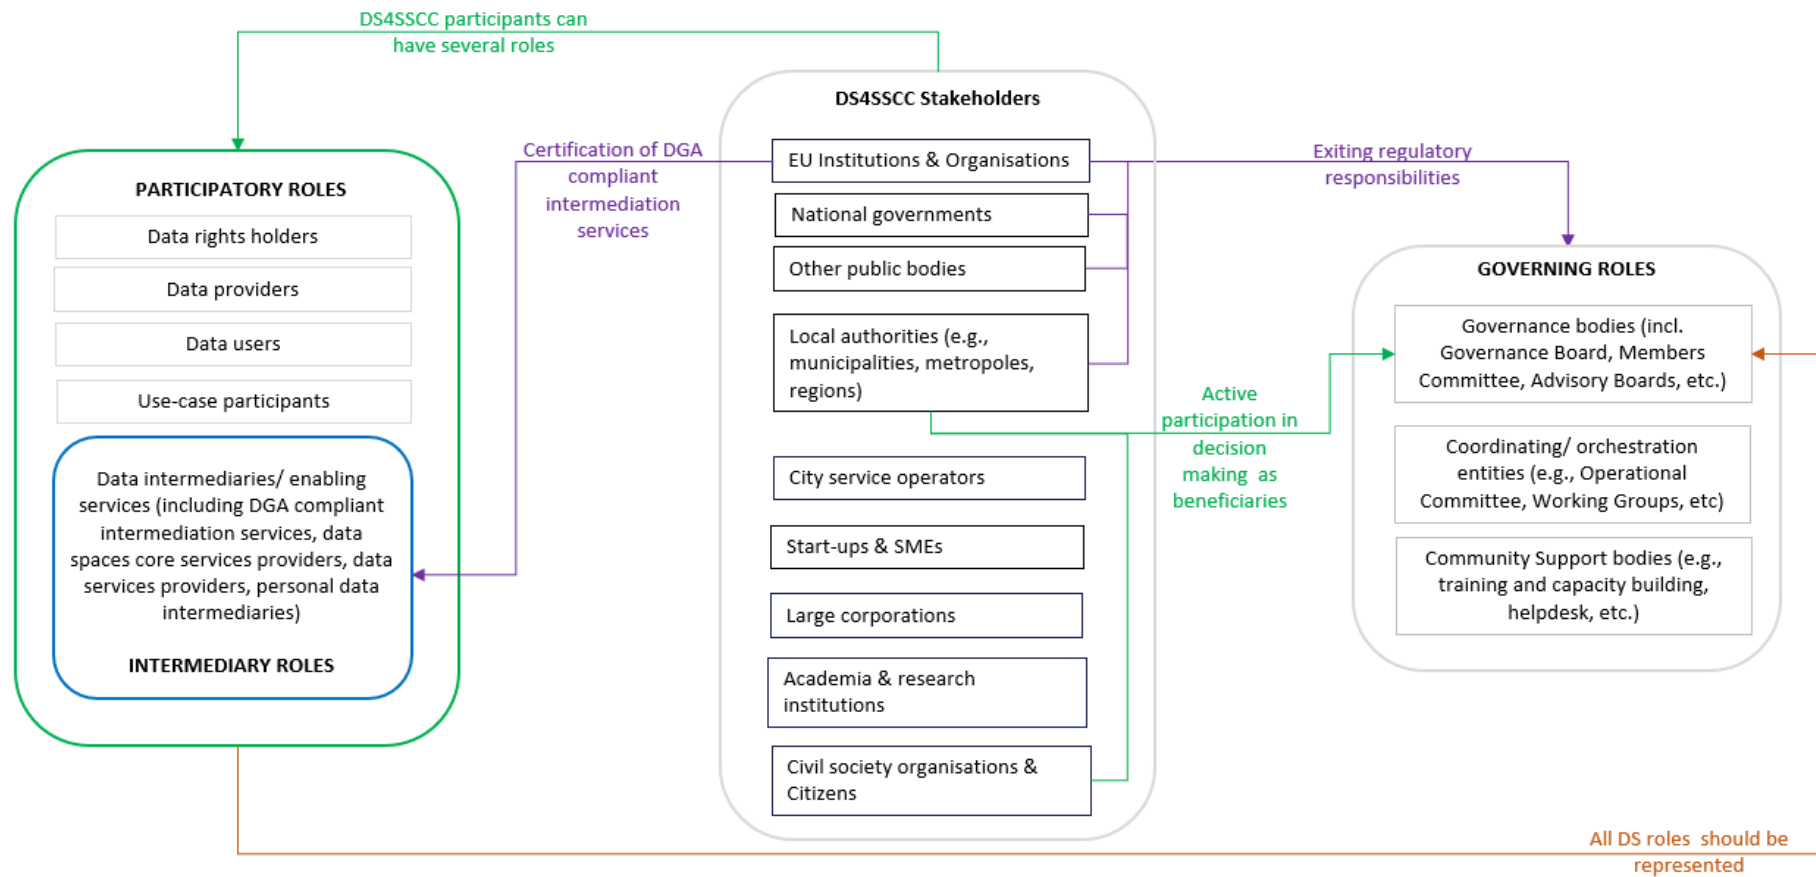 DS4SSCC participants can
have several roles
PARTICIPATORY ROLES
Data rights holders
Data providers
Data users
Use-case participants
Data intermediaries/ enabling
services (including DGA compliant
intermediation services, data
spaces core services providers, data
services providers, personal data
intermediaries)
INTERMEDIARY ROLES
Certification of DGA
compliant
intermediation
services
DS4SSCC Stakeholders
EU Institutions & Organisations
National governments
Other public bodies
Local authorities (e.g.,
municipalities, metropoles,
regions)
City service operators
Start-ups & SMEs
Large corporations
Academia & research
institutions
Civil society organisations &
Citizens
Exiting regulatory
responsibilities
Active
participation in
decision
making as
beneficiaries
GOVERNING ROLES
Governance bodies (incl.
Governance Board, Members
Committee, Advisory Boards, etc.)
Coordinating/ orchestration
entities (e.g., Operational
Committee, Working Groups, etc)
Community Support bodies (e.g.,
training and capacity building,
helpdesk, etc.)
All DS roles should be
represented